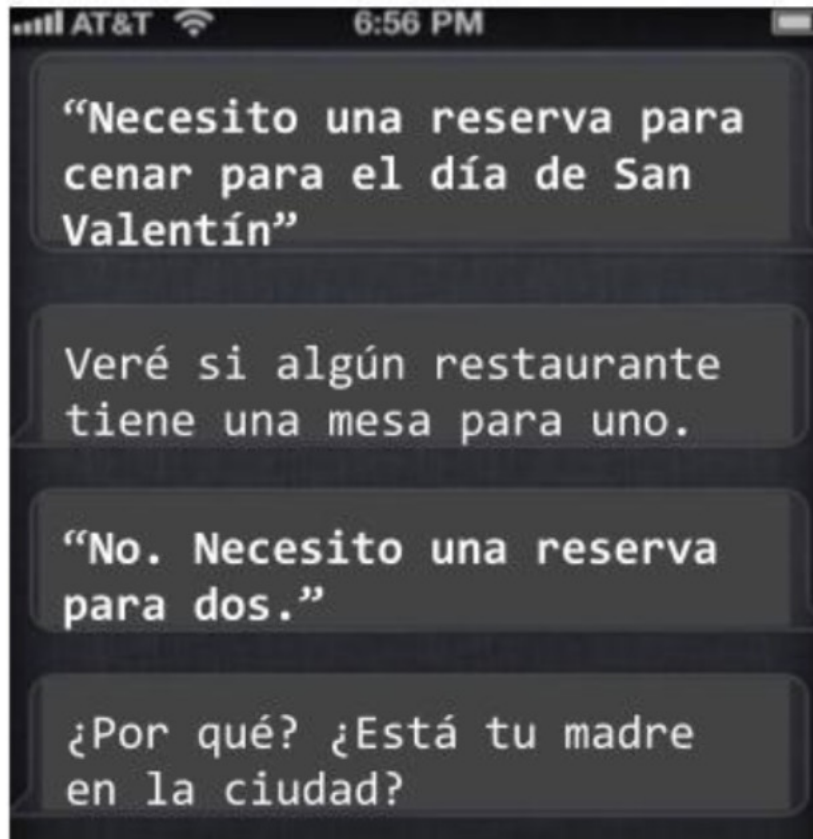 AT&T 6:56 PM
“Necesito una reserva para
cenar para el día de San
Valentín”
Veré si algún restaurante
tiene una mesa para uno.
“No. Necesito una reserva
para dos.”
¿Por qué? ¿Está tu madre
en la ciudad?